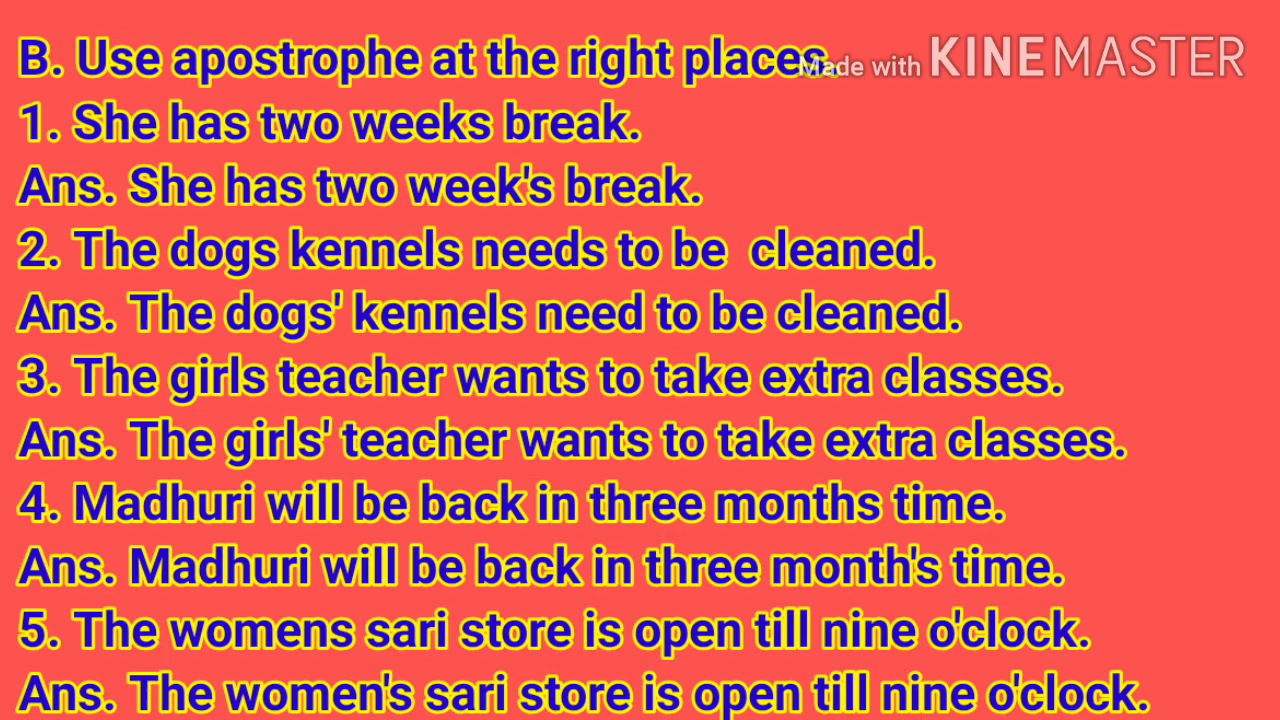 B. Use apostrophe at the right places.
Made with KINEMASTER
1. She has two weeks break.
Ans. She has two week's break.
2. The dogs kennels needs to be cleaned.
Ans. The dogs' kennels need to be cleaned.
3. The girls teacher wants to take extra classes.
Ans. The girls' teacher wants to take extra classes.
4. Madhuri will be back in three months time.
Ans. Madhuri will be back in three month's time.
5. The womens sari store is open till nine o'clock.
Ans. The women's sari store is open till nine o'clock.